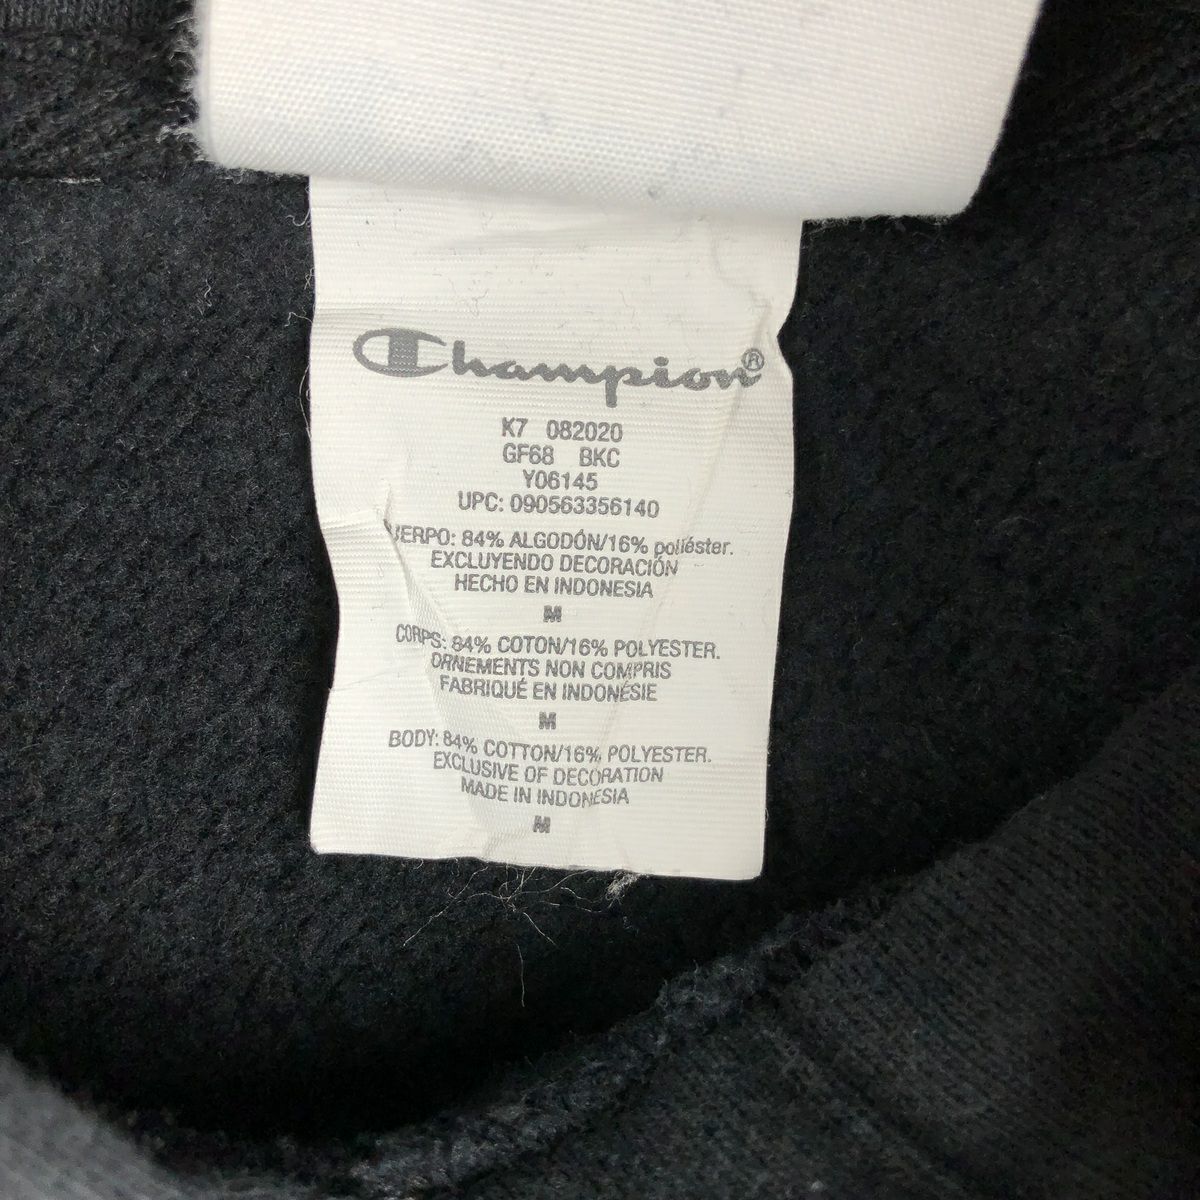 Champion®
K7 082020
GF68 BKC
Y06145
UPC: 090563356140
UERPO: 84% ALGODÓN/16% poliéster.
EXCLUYENDO DECORACIÓN
HECHO EN INDONESIA
M
CORPS: 84% COTON/16% POLYESTER.
ORNEMENTS NON COMPRIS
FABRIQUÉ EN INDONÉSIE
M
BODY: 84% COTTON/16% POLYESTER.
EXCLUSIVE OF DECORATION
MADE IN INDONESIA
M